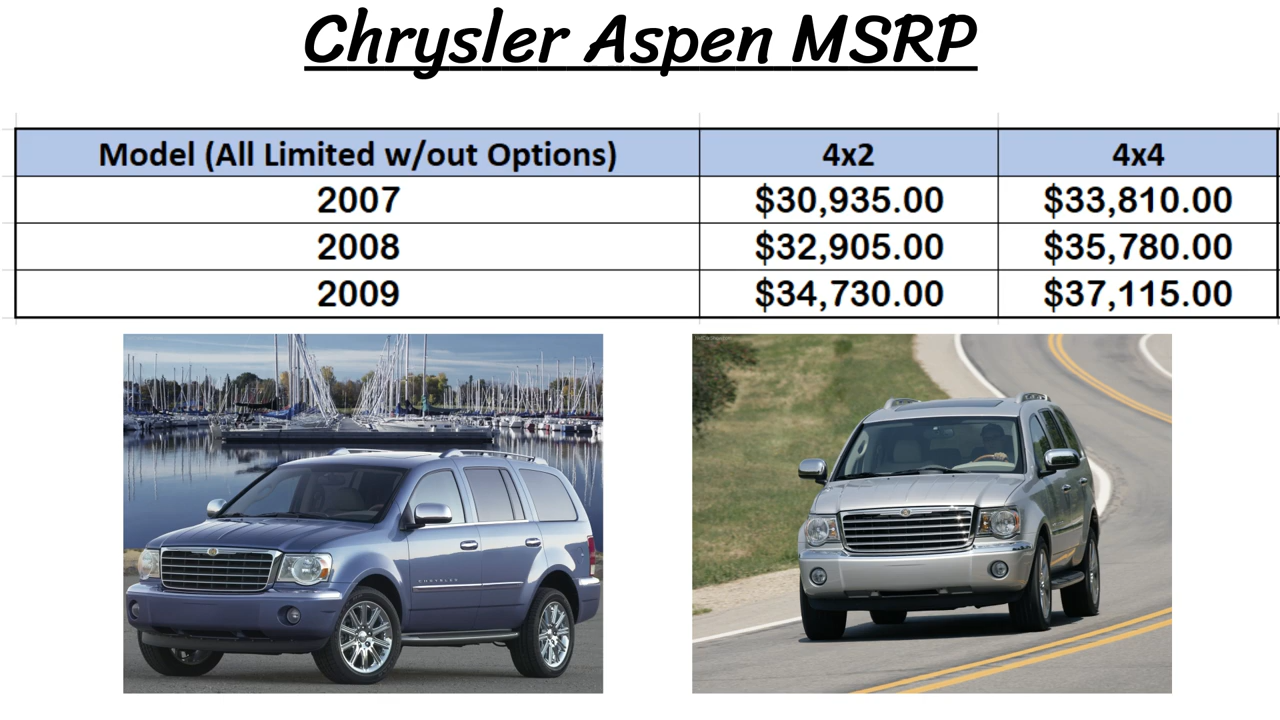 Chrysler Aspen MSRP
Model (All Limited w/out Options) 4x2 4x4
2007 $30,935.00 $33,810.00
2008 $32,905.00 $35,780.00
2009 $34,730.00 $37,115.00
CHRYSLER